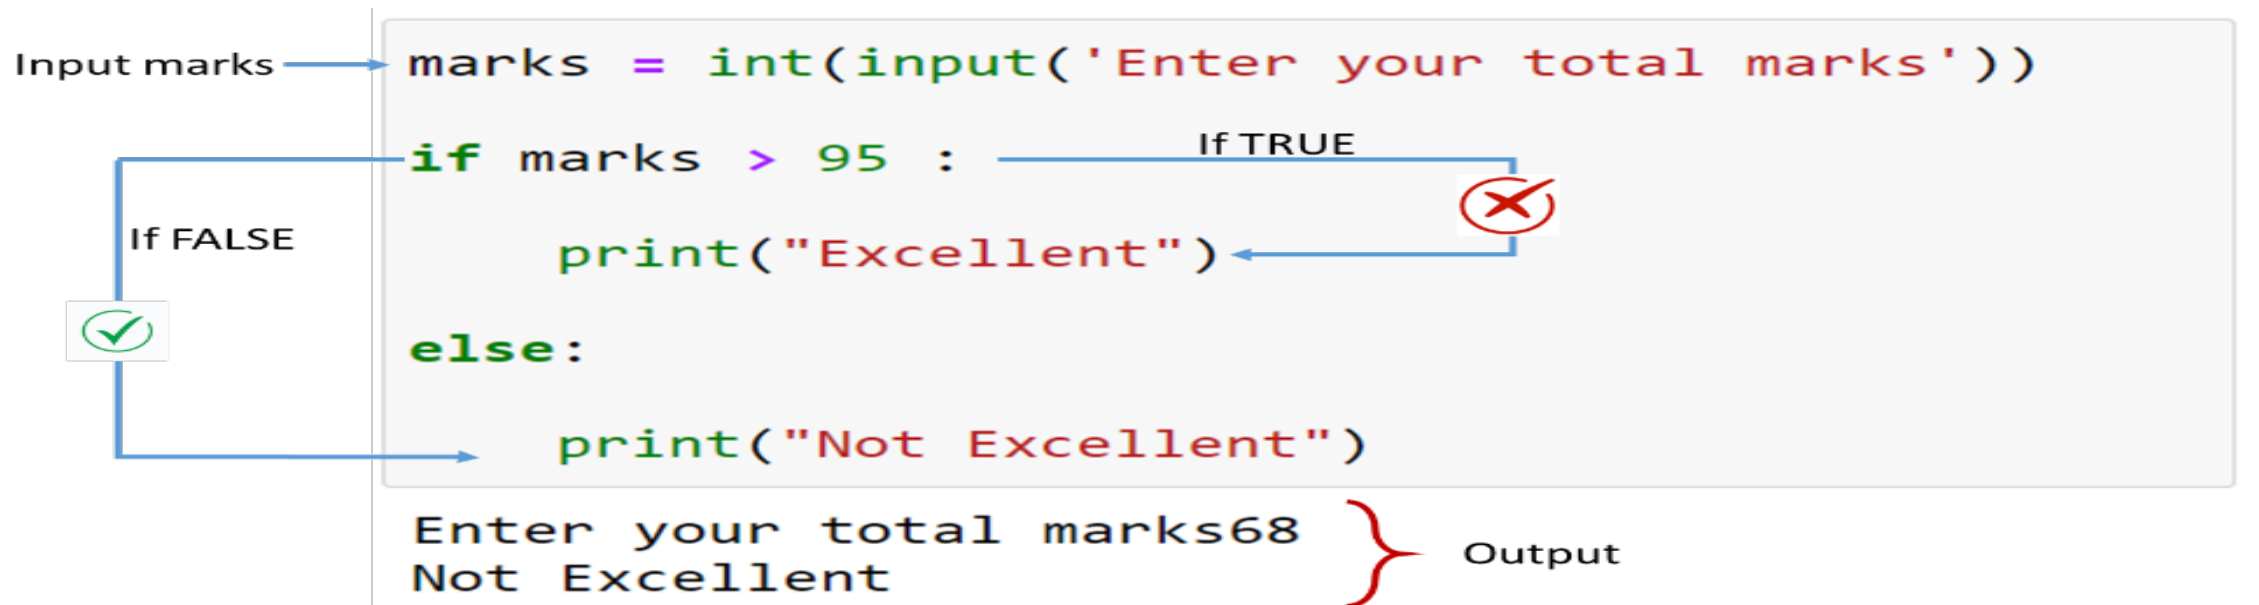 Input marks
marks = int(input('Enter your total marks'))
if marks > 95 :
If TRUE
If FALSE
print("Excellent")
else:
print("Not Excellent")
Enter your total marks68
Not Excellent
Output